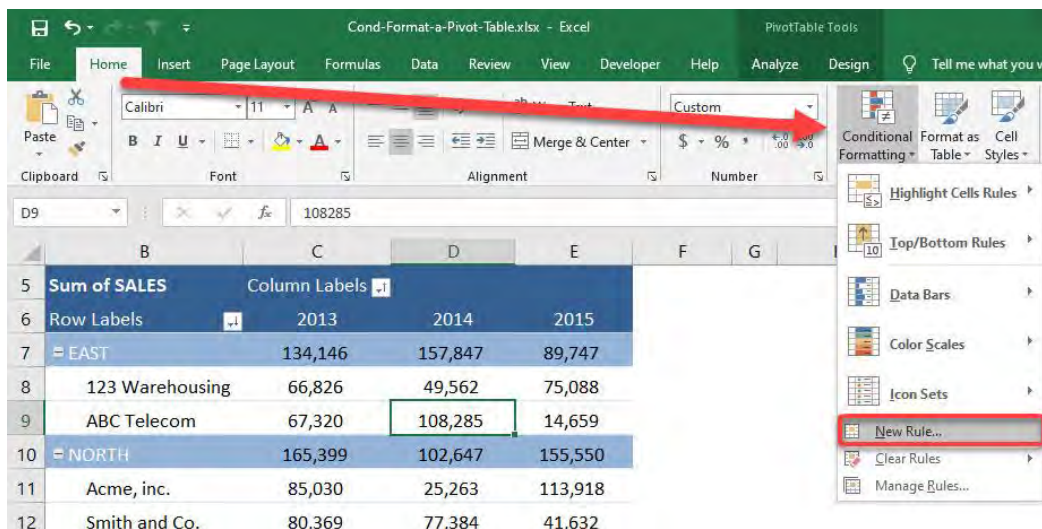 Cond-Format-a-Pivot-Table.xlsx - Excel
PivotTable Tools
File Home Insert Page Layout Formulas Data Review View Developer Help Analyze Design Tell me what you
Calibri 11 A A
Custom
Paste
B I U A
Merge & Center
$ % ,
Conditional Formatting
Format as Table
Cell Styles
Clipboard Font Alignment Number
Highlight Cells Rules
D9 fx 108285
Top/Bottom Rules
B C D E F G
Data Bars
5 Sum of SALES Column Labels
6 Row Labels 2013 2014 2015
Color Scales
7 EAST 134,146 157,847 89,747
8 123 Warehousing 66,826 49,562 75,088
Icon Sets
9 ABC Telecom 67,320 108,285 14,659
New Rule...
10 NORTH 165,399 102,647 155,550
Clear Rules
11 Acme, inc. 85,030 25,263 113,918
Manage Rules...
12 Smith and Co. 80,369 77,384 41,632